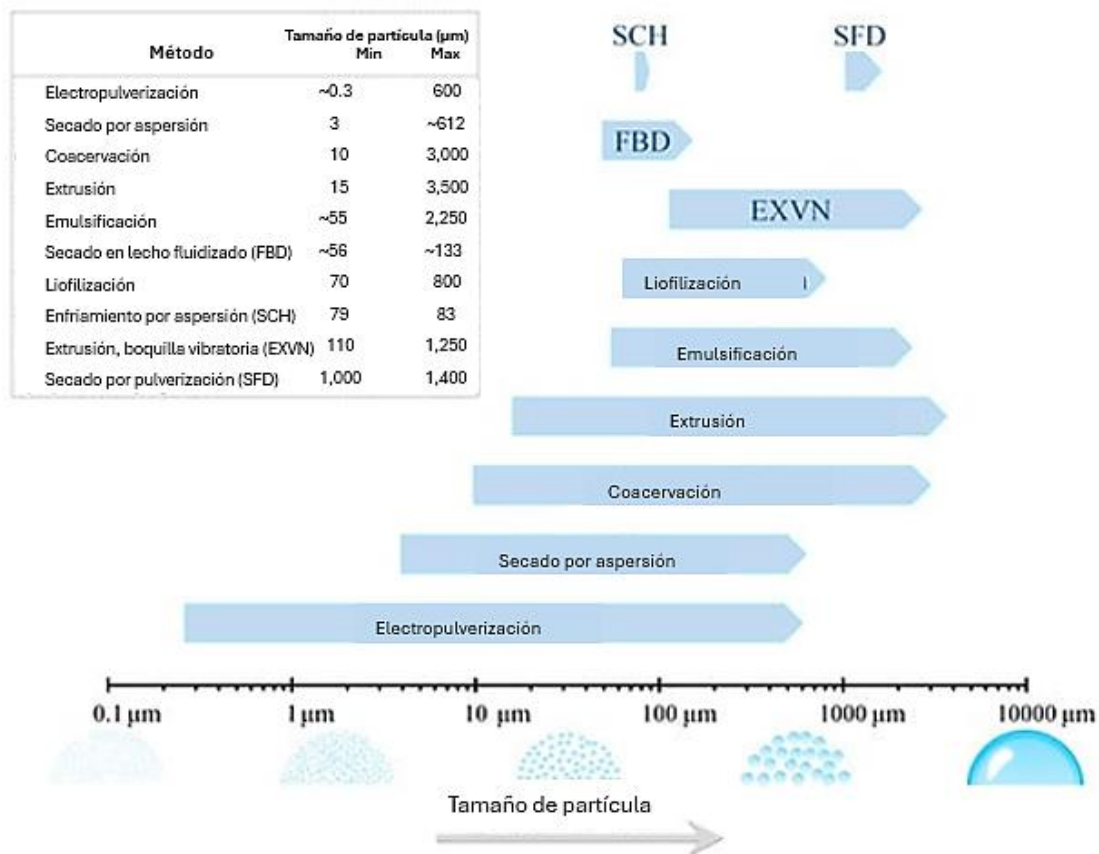 Método Tamaño de partícula (µm)
Min Max
Electropulverización ~0.3 600
Secado por aspersión 3 ~612
Coacervación 10 3,000
Extrusión 15 3,500
Emulsificación ~55 2,250
Secado en lecho fluidizado (FBD) ~56 ~133
Liofilización 70 800
Enfriamiento por aspersión (SCH) 79 83
Extrusión, boquilla vibratoria (EXVN) 110 1,250
Secado por pulverización (SFD) 1,000 1,400
SCH SFD
FBD
EXVN
Liofilización
Emulsificación
Extrusión
Coacervación
Secado por aspersión
Electropulverización
0.1 µm 1 µm 10 µm 100 µm 1000 µm 10000 µm
Tamaño de partícula